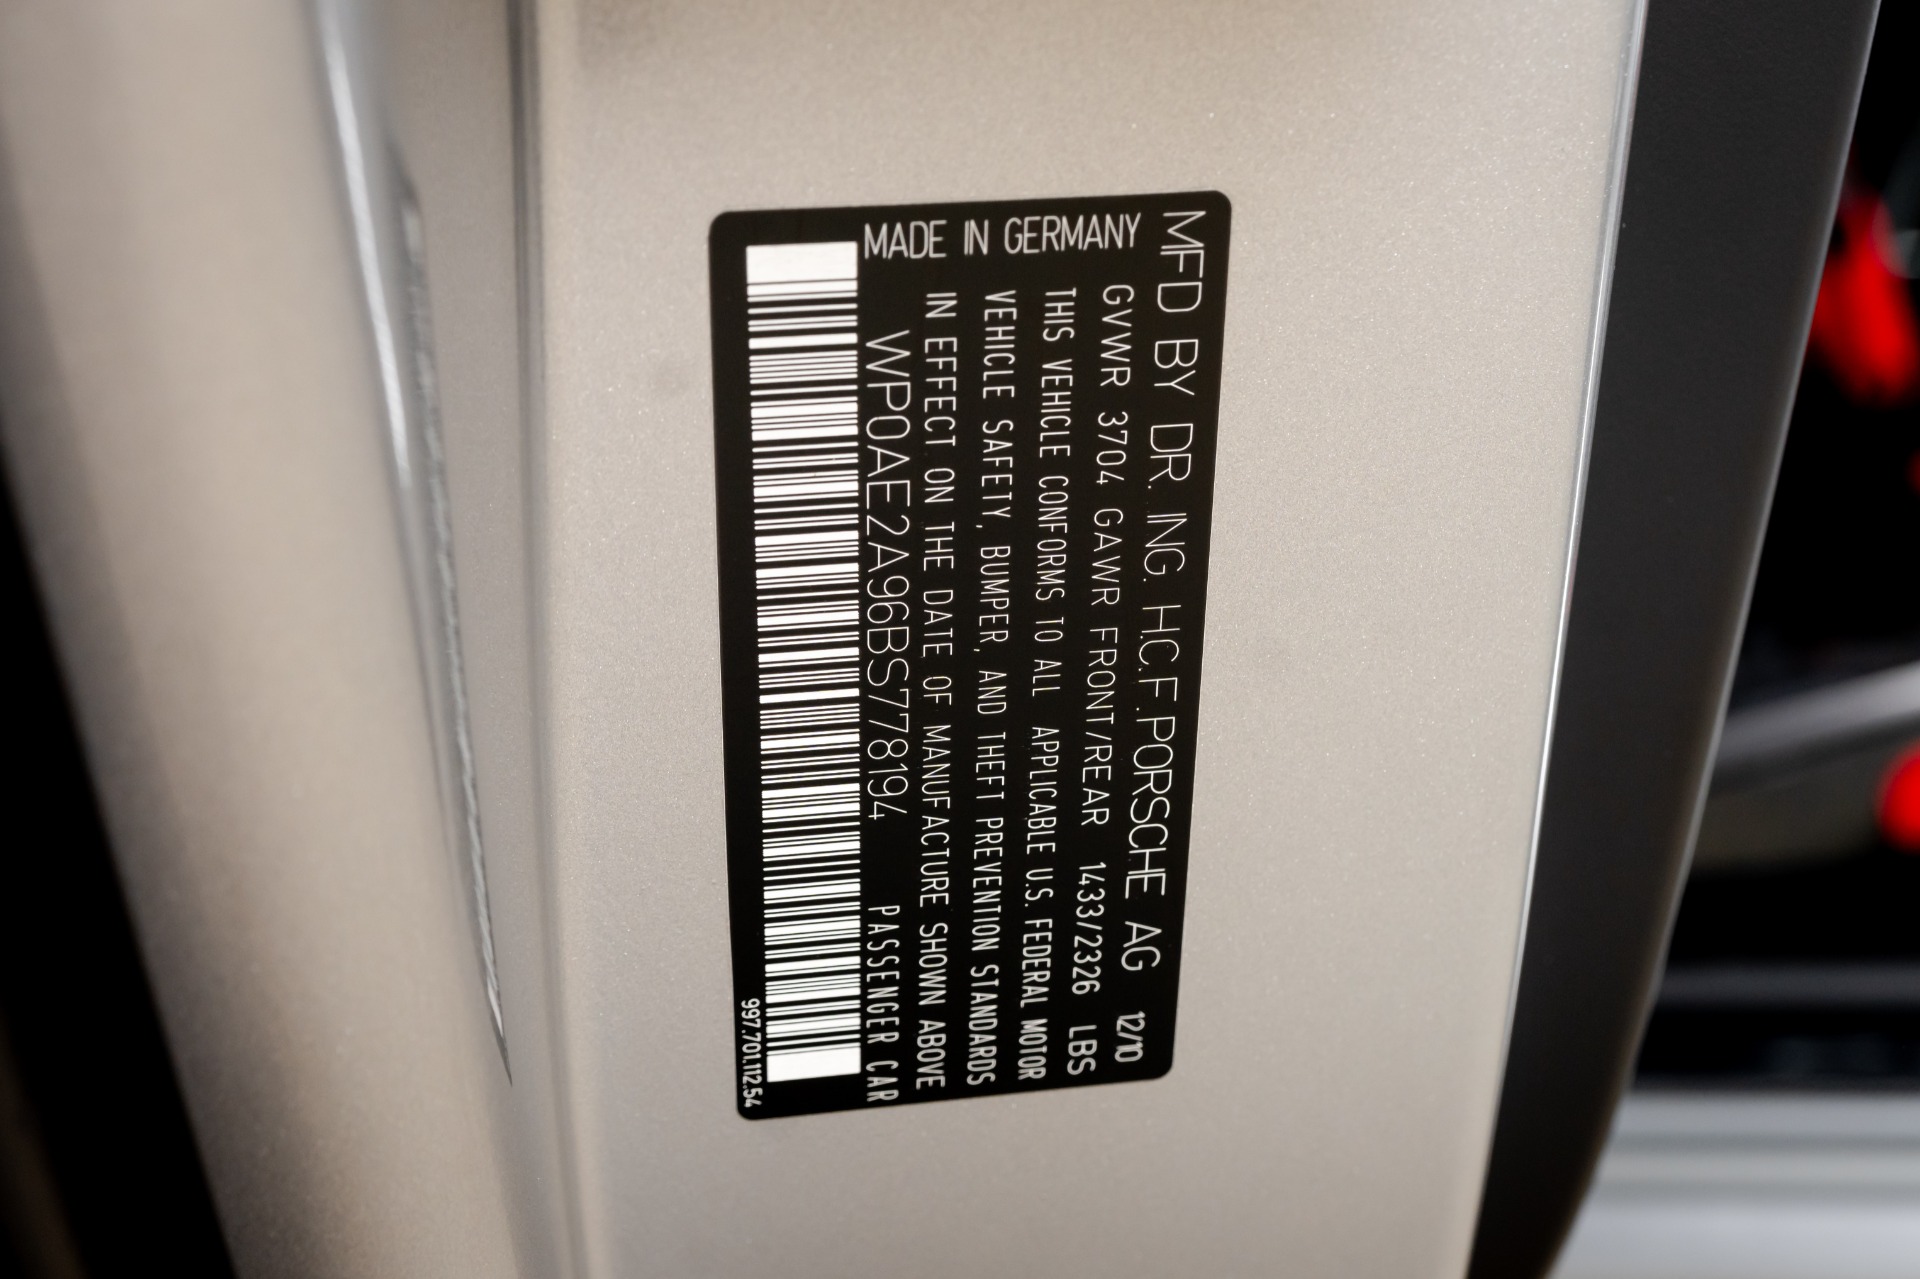 MFD BY DR. ING. H.C.F.PORSCHE AG 12/10
GVWR 3704 GAWR FRONT/REAR 1433/2326 LBS
THIS VEHICLE CONFORMS TO ALL APPLICABLE U.S. FEDERAL MOTOR
VEHICLE SAFETY, BUMPER, AND THEFT PREVENTION STANDARDS
IN EFFECT ON THE DATE OF MANUFACTURE SHOWN ABOVE
WP0AE2A96BS778194 PASSENGER CAR
MADE IN GERMANY
997.701.112.54